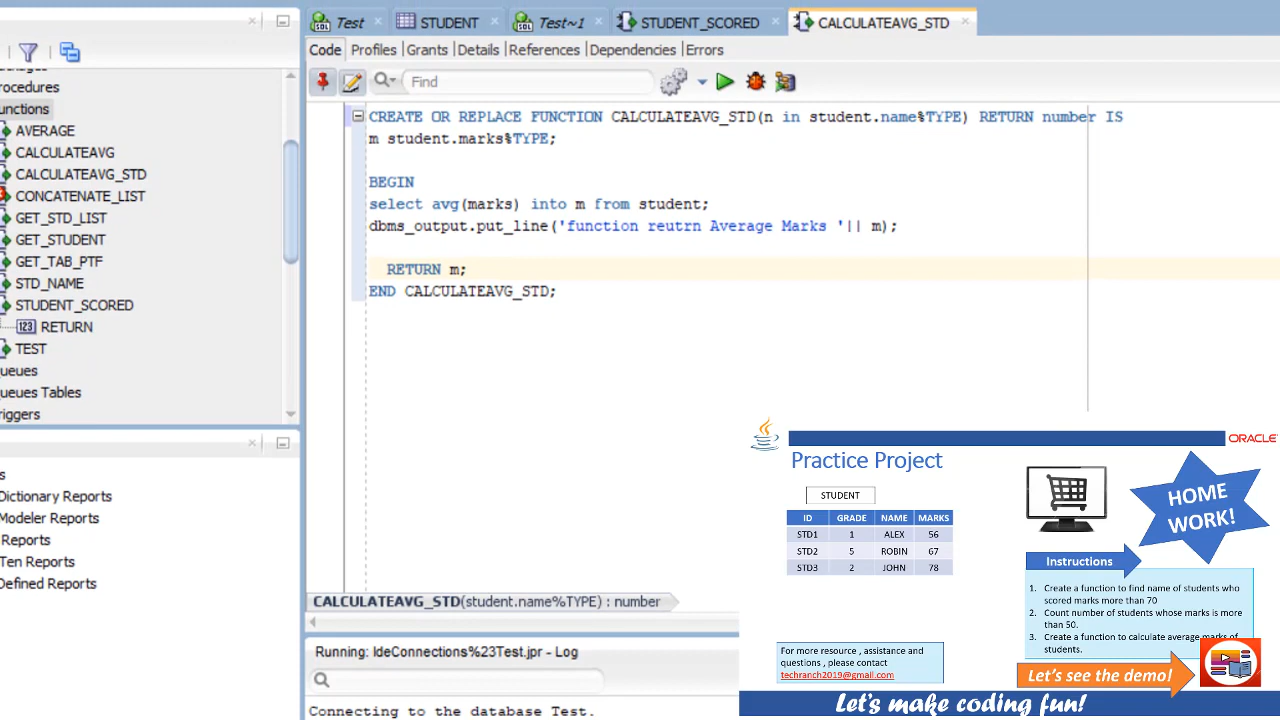 Test
STUDENT
Test~1
STUDENT_SCORED
CALCULATEAVG_STD
Code
Profiles
Grants
Details
References
Dependencies
Errors
Find
rocedures
unctions
AVERAGE
CALCULATEAVG
CALCULATEAVG_STD
CONCATENATE_LIST
GET_STD_LIST
GET_STUDENT
GET_TAB_PTF
STD_NAME
STUDENT_SCORED
123 RETURN
TEST
ueues
ueues Tables
riggers
s
Dictionary Reports
Modeler Reports
Reports
Ten Reports
Defined Reports
CREATE OR REPLACE FUNCTION CALCULATEAVG_STD(n in student.name%TYPE) RETURN number IS
m student.marks%TYPE;
BEGIN
select avg(marks) into m from student;
dbms_output.put_line('function reutrn Average Marks '|| m);
RETURN m;
END CALCULATEAVG_STD;
CALCULATEAVG_STD(student.name%TYPE) : number
Running: IdeConnections%23Test.jpr - Log
Connecting to the database Test.
ORACLE
Practice Project
STUDENT
ID GRADE NAME MARKS
STD1 1 ALEX 56
STD2 5 ROBIN 67
STD3 2 JOHN 78
HOME
WORK!
Instructions
1. Create a function to find name of students who
scored marks more than 70
2. Count number of students whose marks is more
than 50.
3. Create a function to calculate average marks of
students.
For more resource , assistance and
questions , please contact
techranch2019@gmail.com
Let's see the demo!
Let's make coding fun!